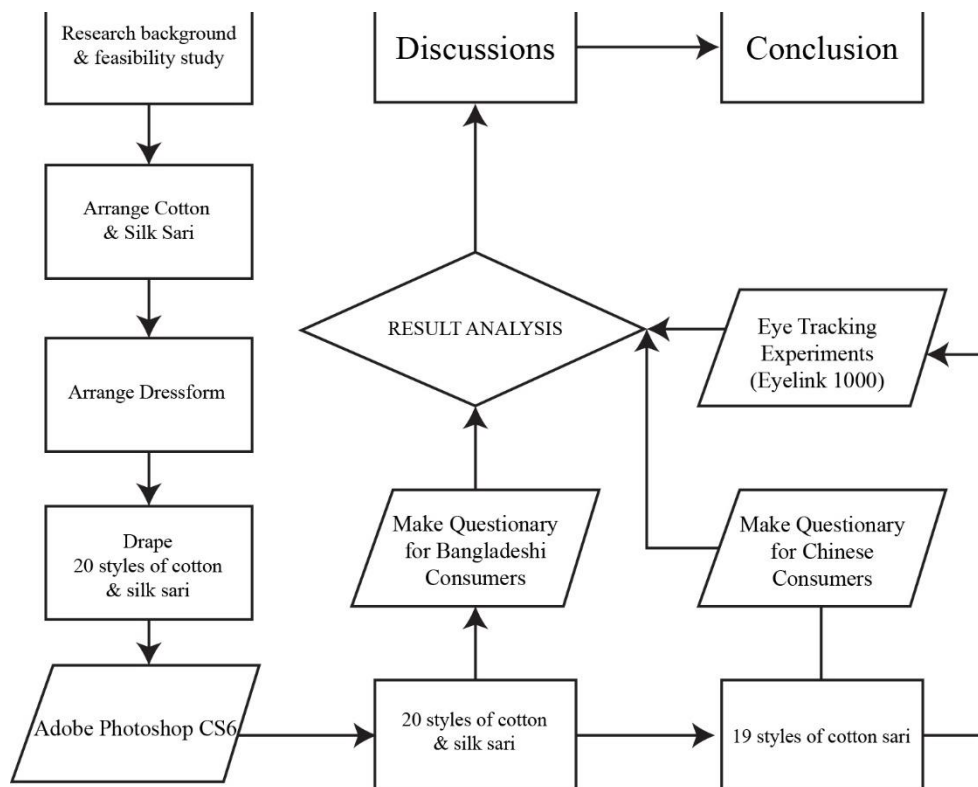 Research background
& feasibility study
Arrange Cotton
& Silk Sari
Arrange Dressform
Drape
20 styles of cotton
& silk sari
Adobe Photoshop CS6
20 styles of cotton
& silk sari
19 styles of cotton sari
Make Questionary
for Bangladeshi
Consumers
Make Questionary
for Chinese
Consumers
Eye Tracking
Experiments
(Eyelink 1000)
RESULT ANALYSIS
Discussions
Conclusion